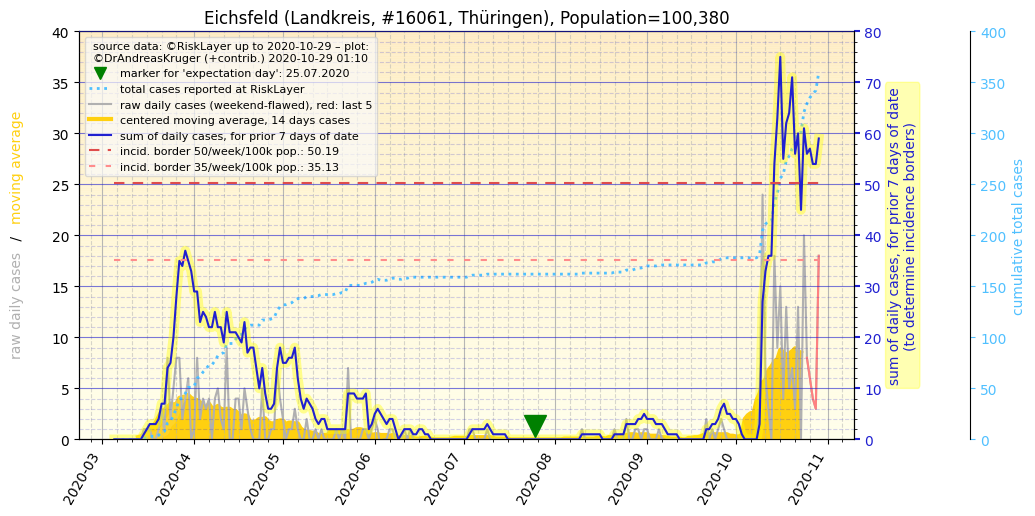 Eichsfeld (Landkreis, #16061, Thüringen), Population=100,380
source data: ©RiskLayer up to 2020-10-29 – plot:
©DrAndreasKruger (+contrib.) 2020-10-29 01:10
marker for 'expectation day': 25.07.2020
total cases reported at RiskLayer
raw daily cases (weekend-flawed), red: last 5
centered moving average, 14 days cases
sum of daily cases, for prior 7 days of date
incid. border 50/week/100k pop.: 50.19
incid. border 35/week/100k pop.: 35.13
raw daily cases / moving average
40
35
30
25
20
15
10
5
0
2020-03
2020-04
2020-05
2020-06
2020-07
2020-08
2020-09
2020-10
2020-11
80
70
60
50
40
30
20
10
0
sum of daily cases, for prior 7 days of date
(to determine incidence borders)
400
350
300
250
200
150
100
50
0
cumulative total cases